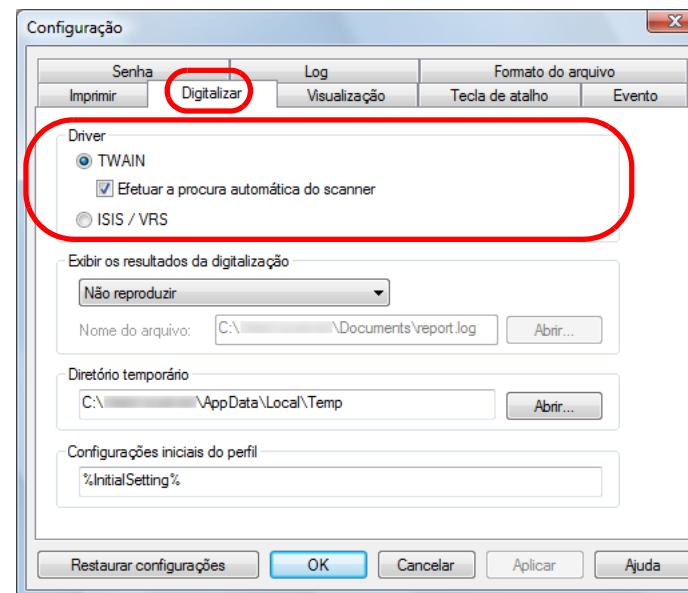 Configuração
Senha Log Formato do arquivo
Imprimir Digitalizar Visualização Tecla de atalho Evento
Driver
TWAIN
Efetuar a procura automática do scanner
ISIS / VRS
Exibir os resultados da digitalização
Não reproduzir
Nome do arquivo: C:\ \Documents\report.log Abrir...
Diretório temporário
C:\ \AppData\Local\Temp Abrir...
Configurações iniciais do perfil
%InitialSetting%
Restaurar configurações OK Cancelar Aplicar Ajuda